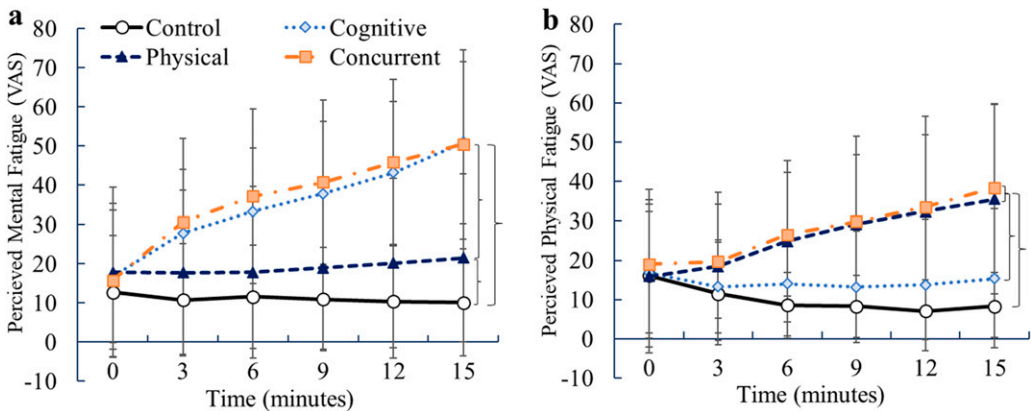 a
Control
Cognitive
Physical
Concurrent
Percieved Mental Fatigue (VAS)
80
70
60
50
40
30
20
10
0
-10
0 3 6 9 12 15
Time (minutes)
b
Percieved Physical Fatigue (VAS)
80
70
60
50
40
30
20
10
0
-10
0 3 6 9 12 15
Time (minutes)